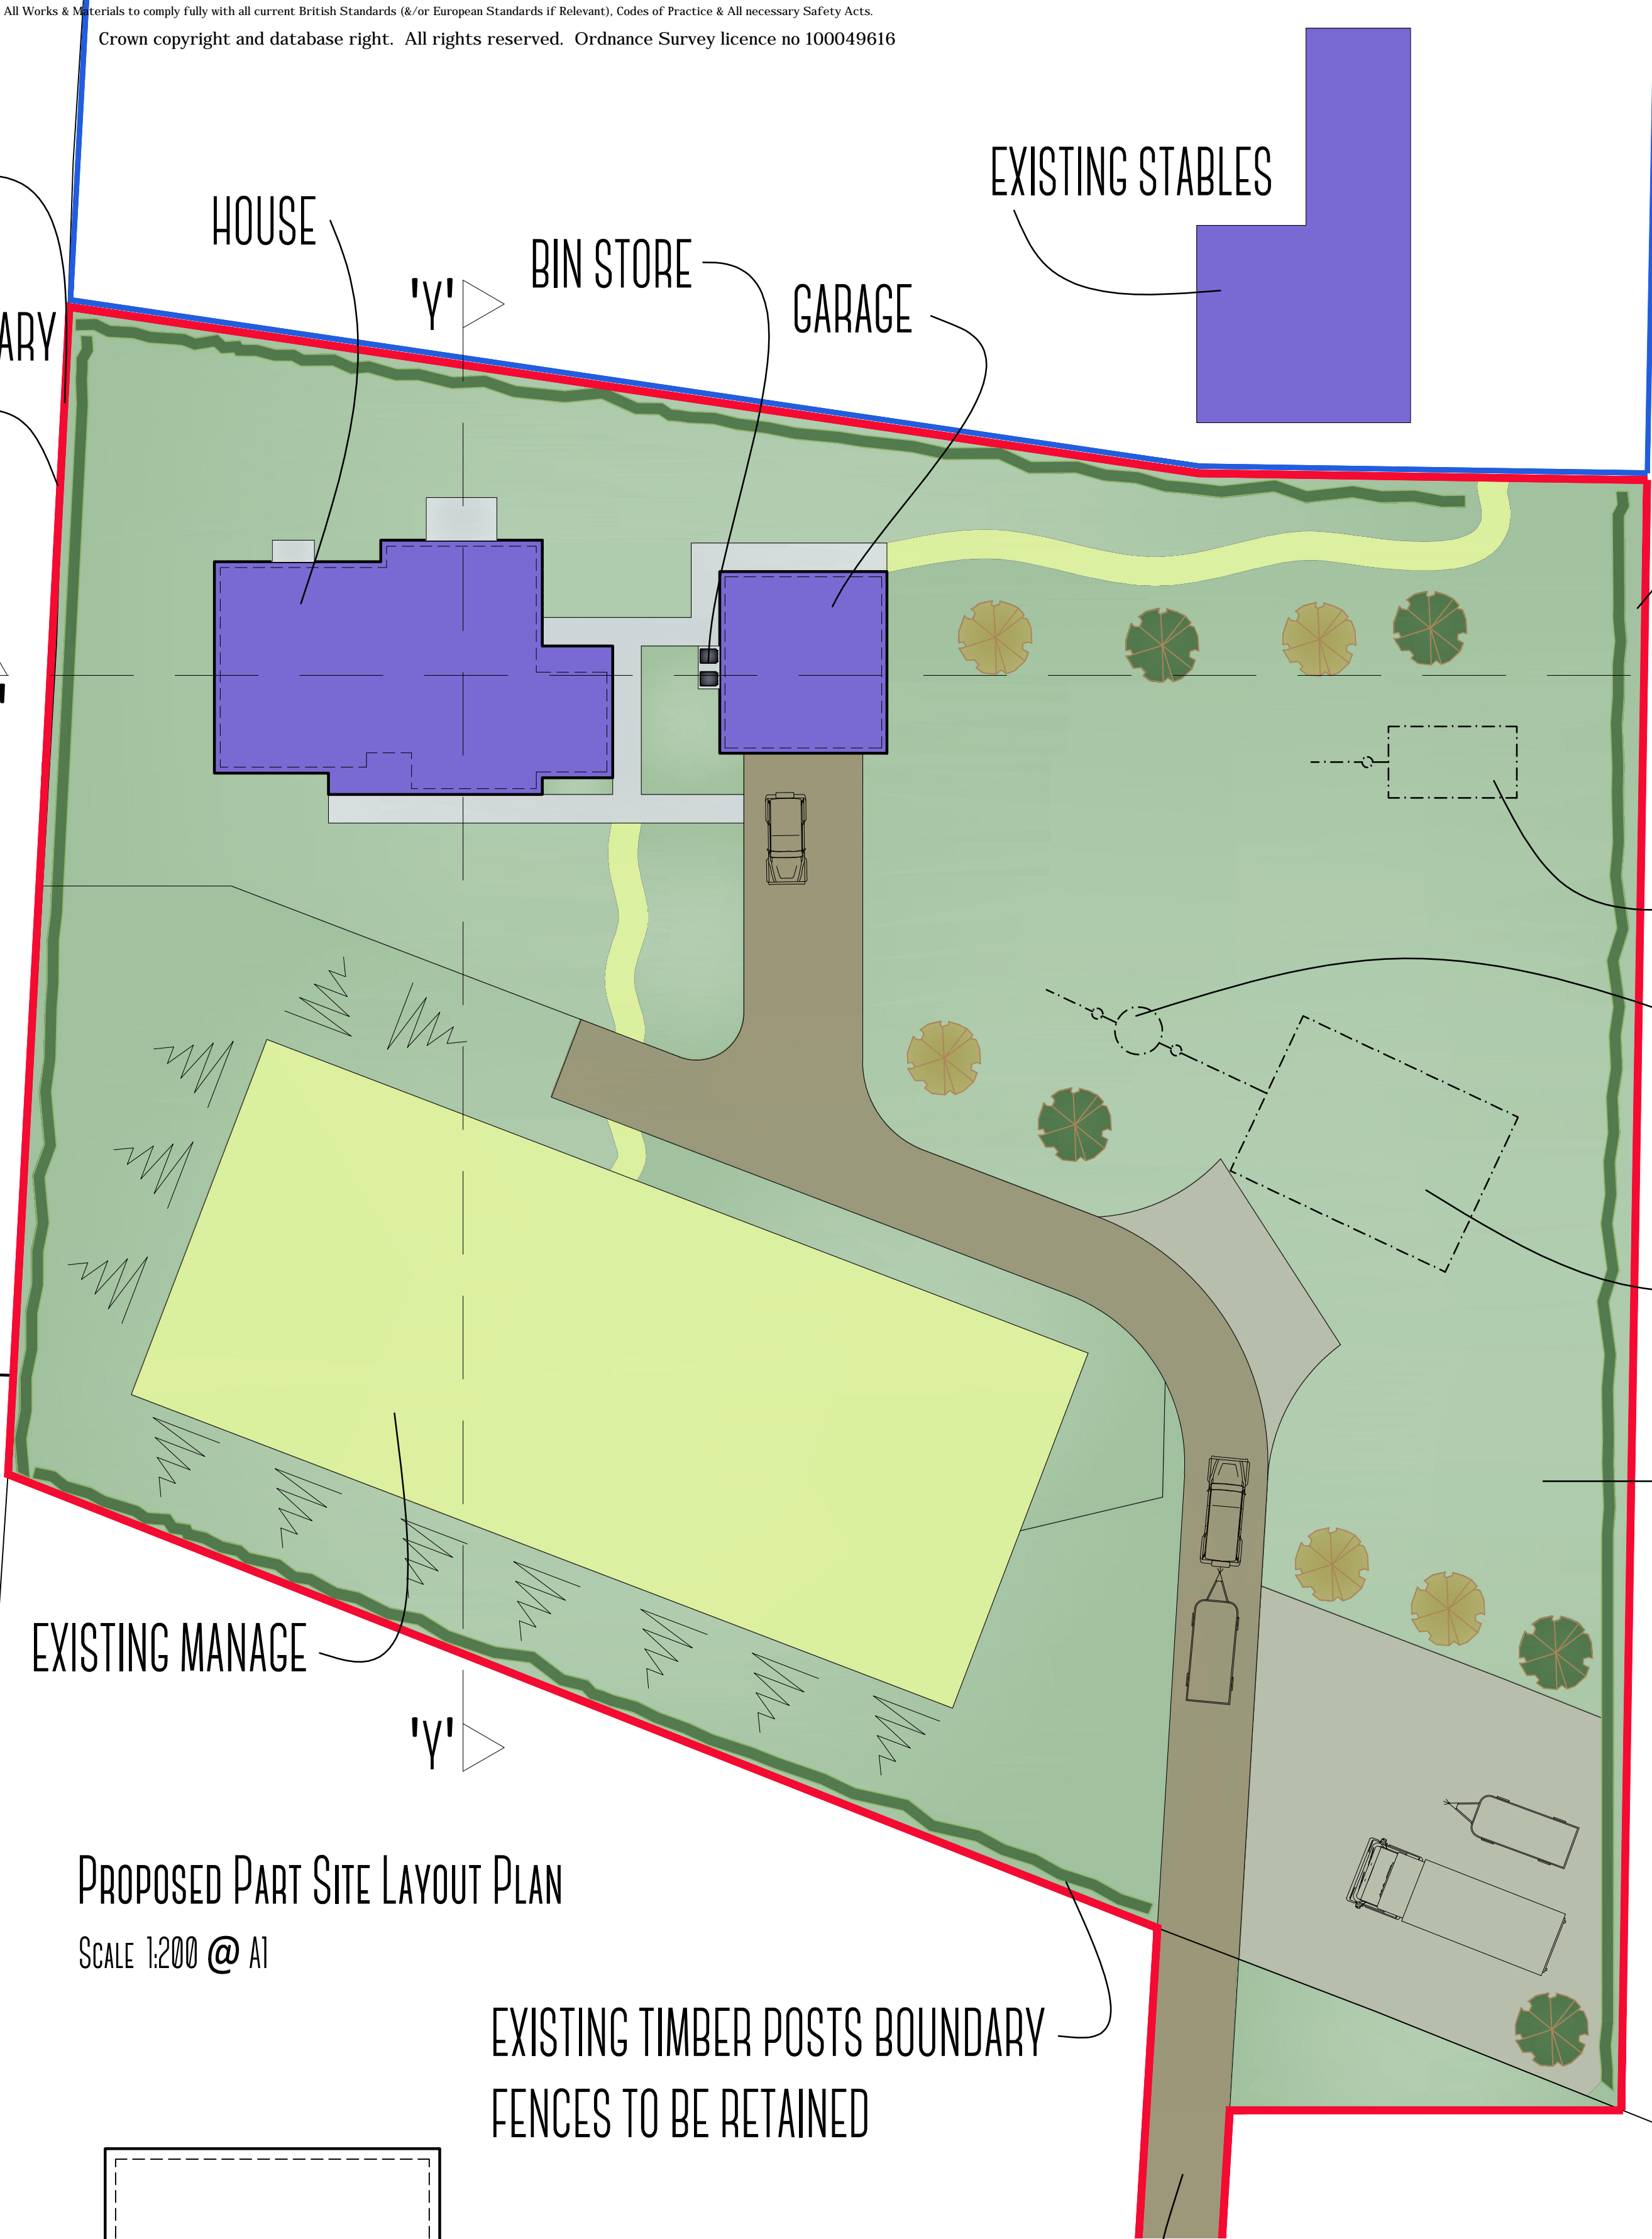 All Works & Materials to comply fully with all current British Standards (&/or European Standards if Relevant), Codes of Practice & All necessary Safety Acts.
Crown copyright and database right. All rights reserved. Ordnance Survey licence no 100049616
EXISTING STABLES
HOUSE
BIN STORE
'Y'
GARAGE
ARY
EXISTING MANAGE
'Y'
PROPOSED PART SITE LAYOUT PLAN
SCALE 1:200 @ A1
EXISTING TIMBER POSTS BOUNDARY
FENCES TO BE RETAINED